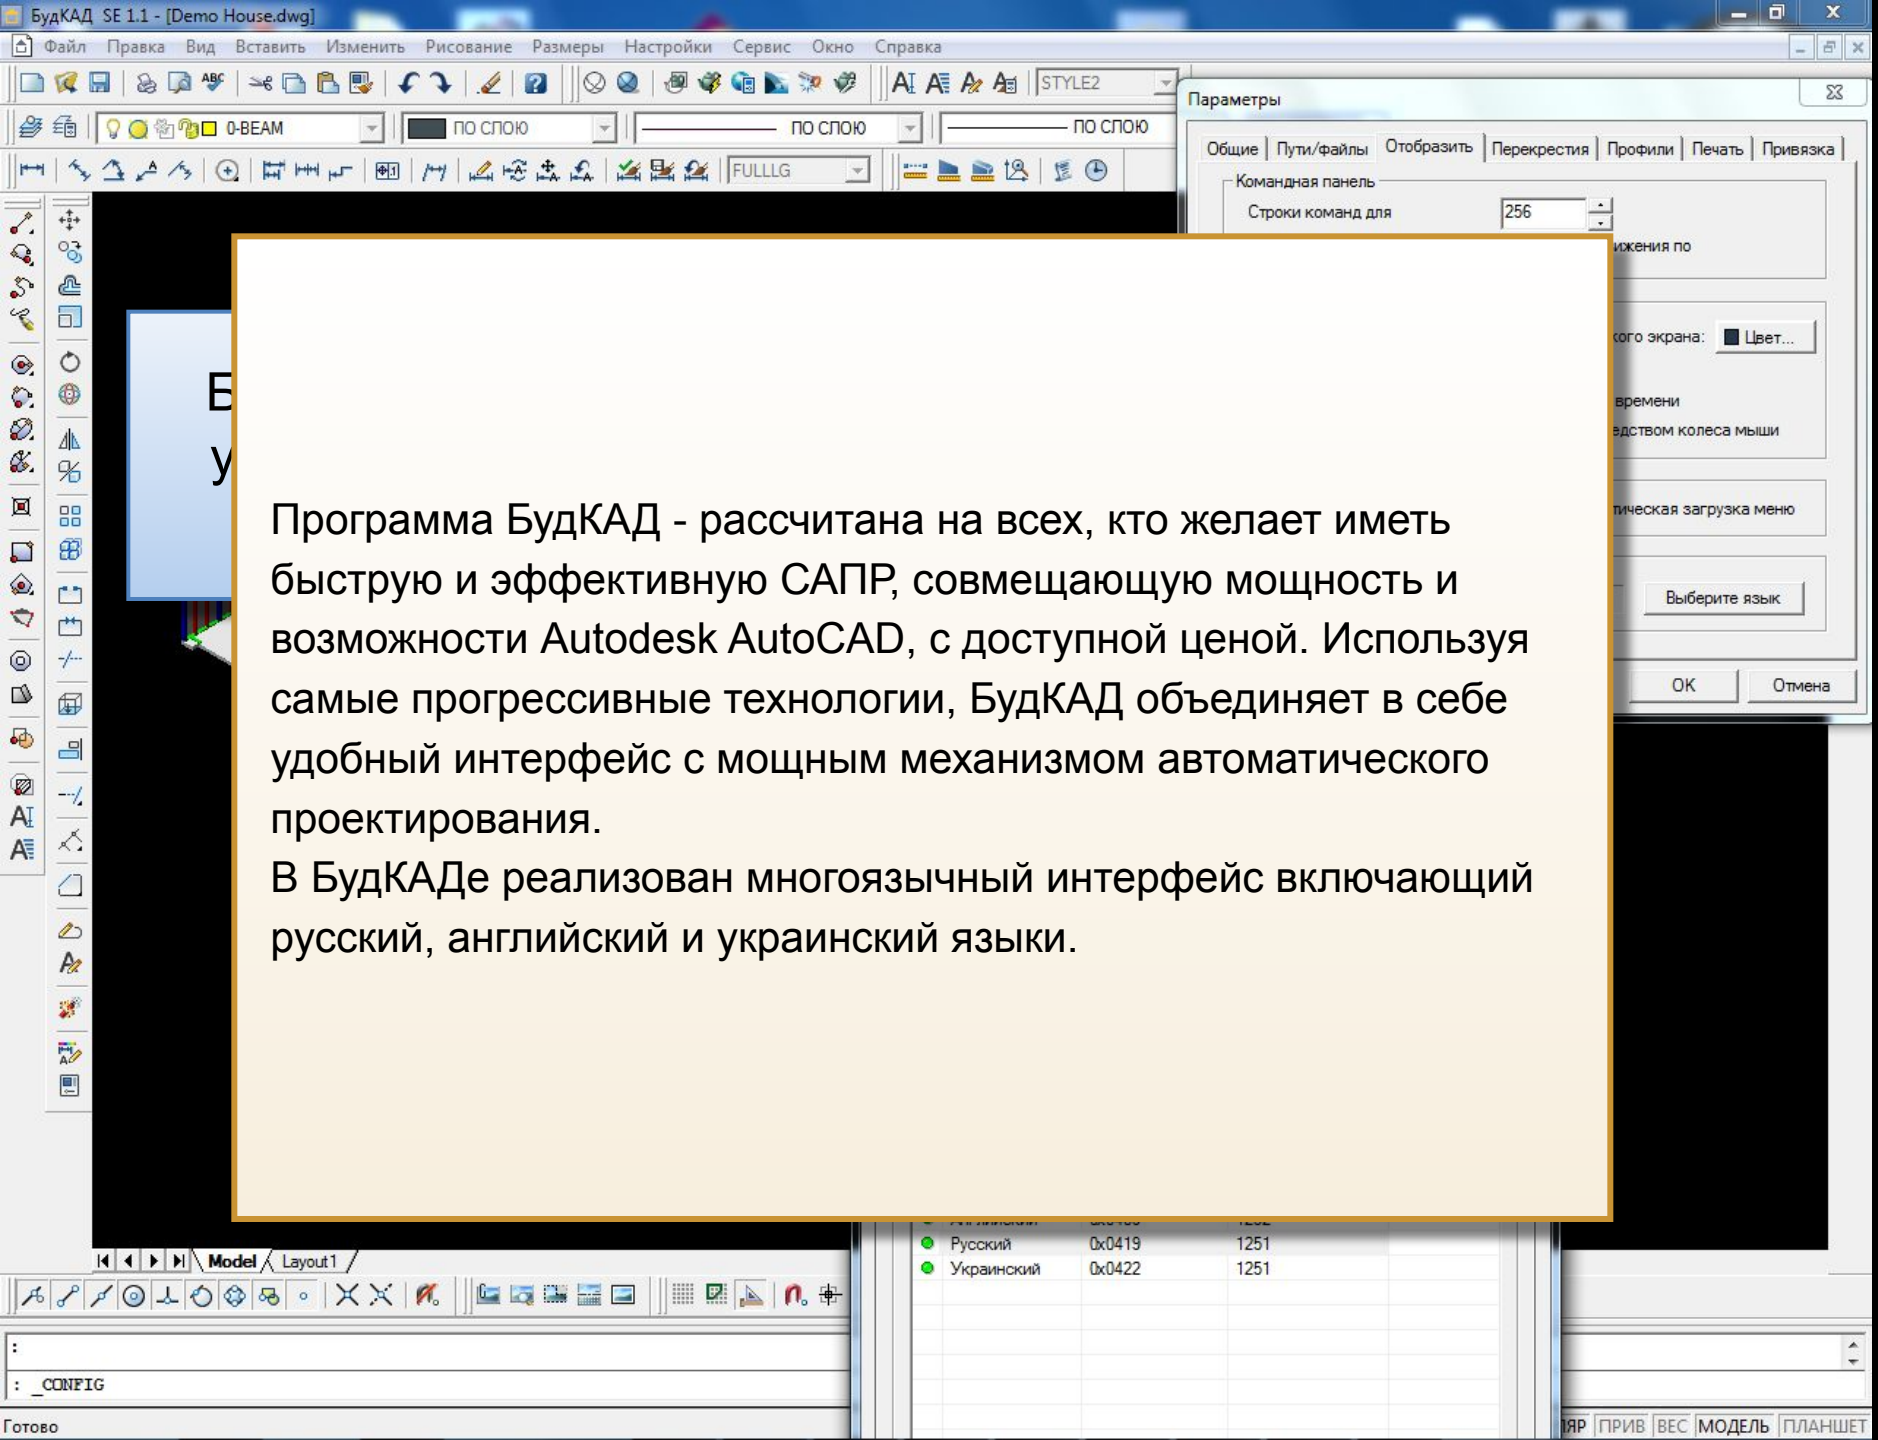 БудКАД SE 1.1 - [Demo House.dwg]
Файл Правка Вид Вставить Изменить Рисование Размеры Настройки Сервис Окно Справка
STYLE2
0-BEAM ПО СЛОЮ ПО СЛОЮ ПО СЛОЮ
FULLLG
Параметры
Общие Пути/файлы Отобразить Перекрестия Профили Печать Привязка
Командная панель
Строки команд для 256
Цвет...
экрана:
времени
колеса мыши
загрузка меню
Выберите язык
OK Отмена
Программа БудКАД - рассчитана на всех, кто желает иметь
быструю и эффективную САПР, совмещающую мощность и
возможности Autodesk AutoCAD, с доступной ценой. Используя
самые прогрессивные технологии, БудКАД объединяет в себе
удобный интерфейс с мощным механизмом автоматического
проектирования.
В БудКАДе реализован многоязычный интерфейс включающий
русский, английский и украинский языки.
Русский 0x0419 1251
Украинский 0x0422 1251
Model Layout1
:
: _CONFIG
Готово
ПРИВ ВЕС МОДЕЛЬ ПЛАНШЕТ